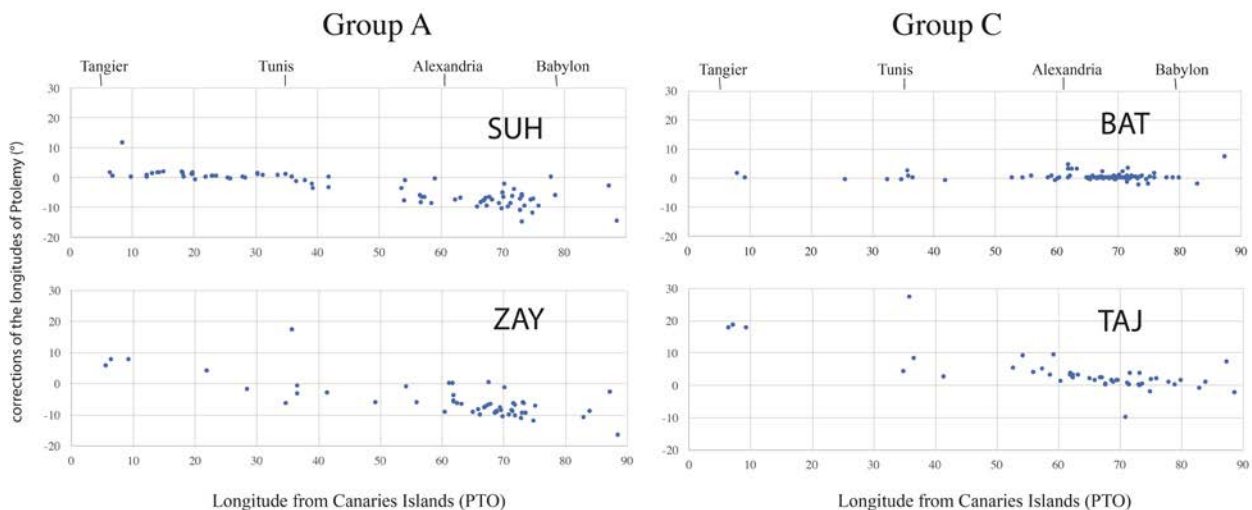 Group A
Group C
Tangier Tunis Alexandria Babylon
Tangier Tunis Alexandria Babylon
corrections of the longitudes of Ptolemy (°)
30
20
10
0
-10
-20
SUH
0 10 20 30 40 50 60 70 80 90
30
20
10
0
-10
-20
BAT
0 10 20 30 40 50 60 70 80 90
30
20
10
0
-10
-20
ZAY
0 10 20 30 40 50 60 70 80 90
30
20
10
0
-10
-20
TAJ
0 10 20 30 40 50 60 70 80 90
Longitude from Canaries Islands (PTO)
Longitude from Canaries Islands (PTO)